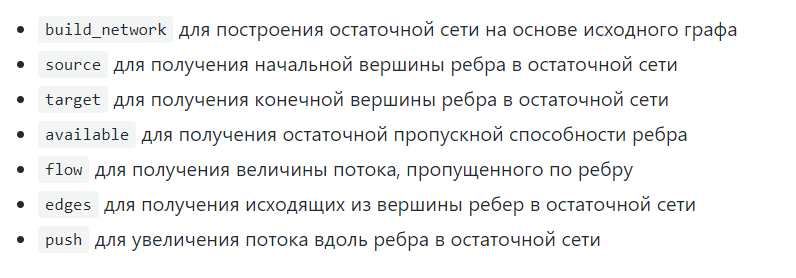 build_network для построения остаточной сети на основе исходного графа
source для получения начальной вершины ребра в остаточной сети
target для получения конечной вершины ребра в остаточной сети
available для получения остаточной пропускной способности ребра
flow для получения величины потока, пропущенного по ребру
edges для получения исходящих из вершины ребер в остаточной сети
push для увеличения потока вдоль ребра в остаточной сети